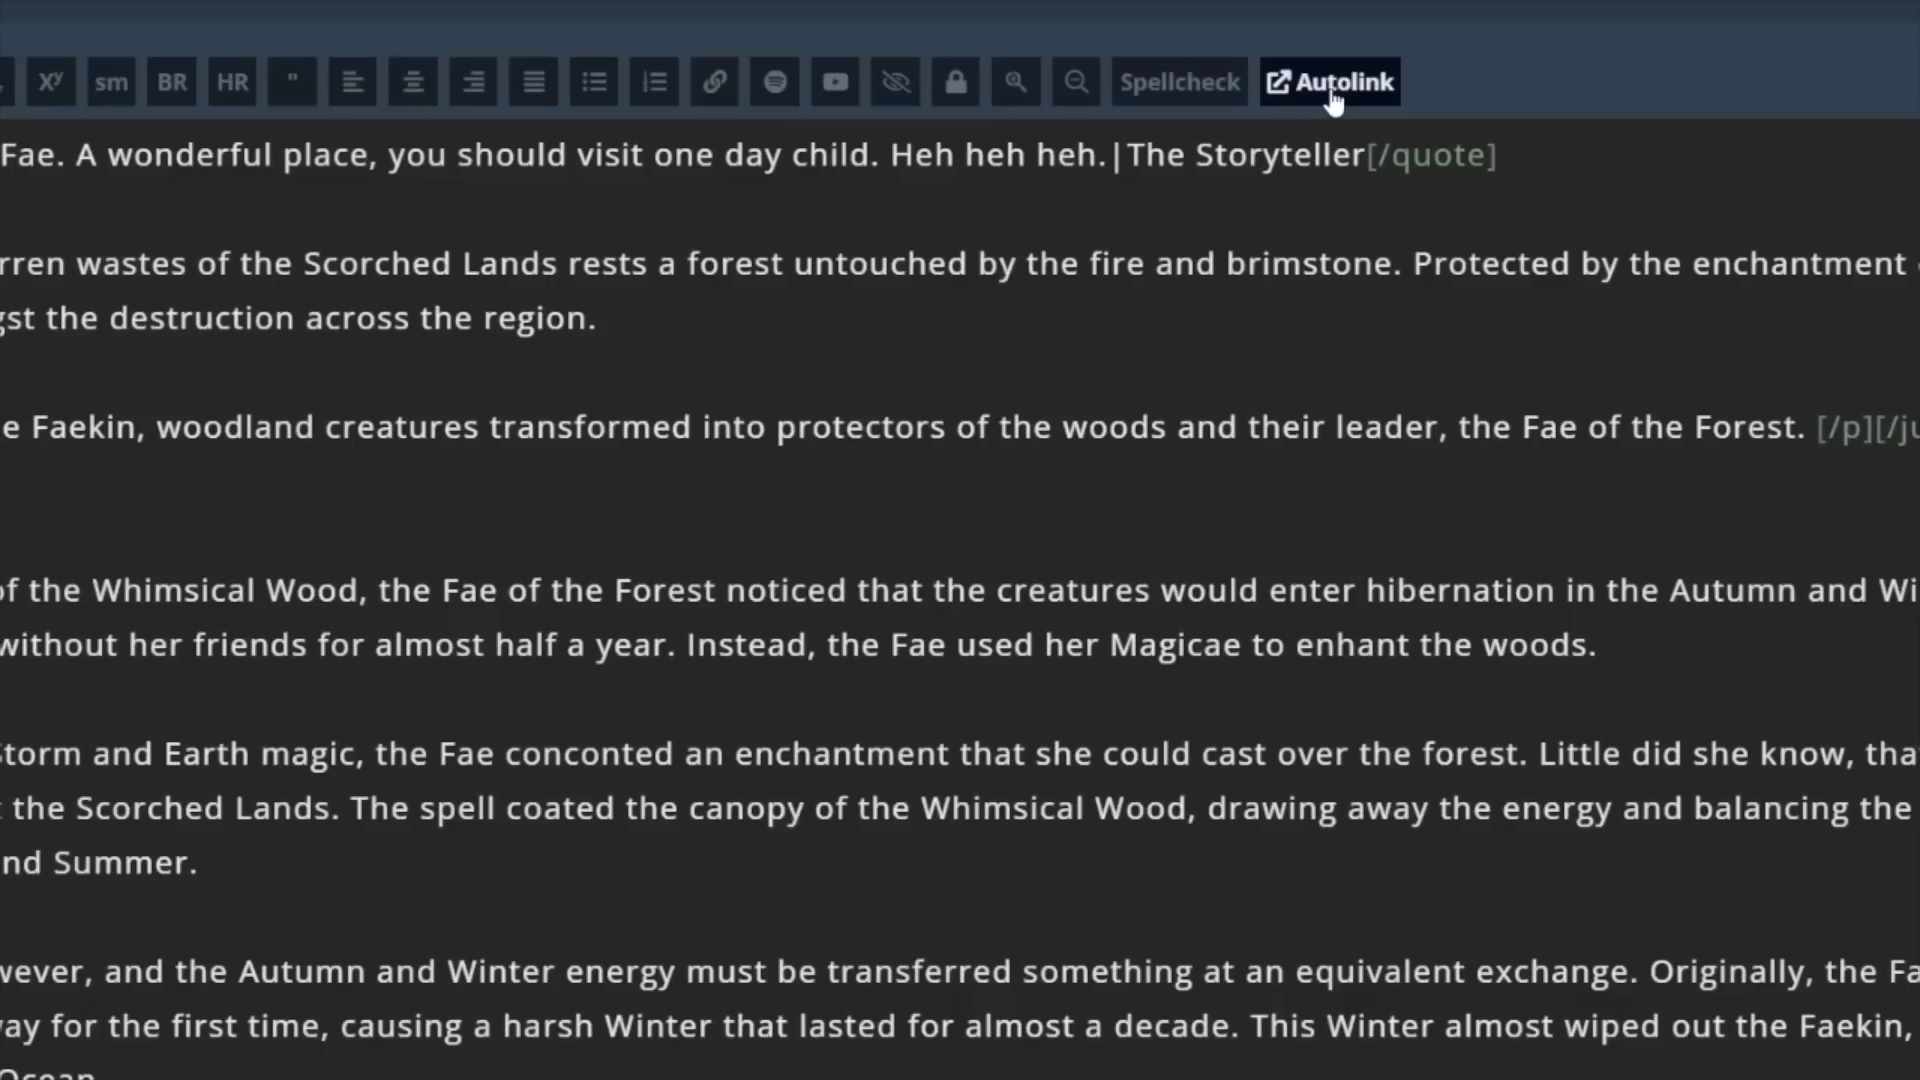 Xy sm BR HR " Spellcheck Autolink
Fae. A wonderful place, you should visit one day child. Heh heh heh.|The Storyteller[/quote]
rren wastes of the Scorched Lands rests a forest untouched by the fire and brimstone. Protected by the enchantment
gst the destruction across the region.
e Faekin, woodland creatures transformed into protectors of the woods and their leader, the Fae of the Forest. [/p][/ju
of the Whimsical Wood, the Fae of the Forest noticed that the creatures would enter hibernation in the Autumn and Wi
without her friends for almost half a year. Instead, the Fae used her Magicae to enhant the woods.
Storm and Earth magic, the Fae conconted an enchantment that she could cast over the forest. Little did she know, tha
the Scorched Lands. The spell coated the canopy of the Whimsical Wood, drawing away the energy and balancing the
nd Summer.
wever, and the Autumn and Winter energy must be transferred something at an equivalent exchange. Originally, the Fa
way for the first time, causing a harsh Winter that lasted for almost a decade. This Winter almost wiped out the Faekin,
Ocean